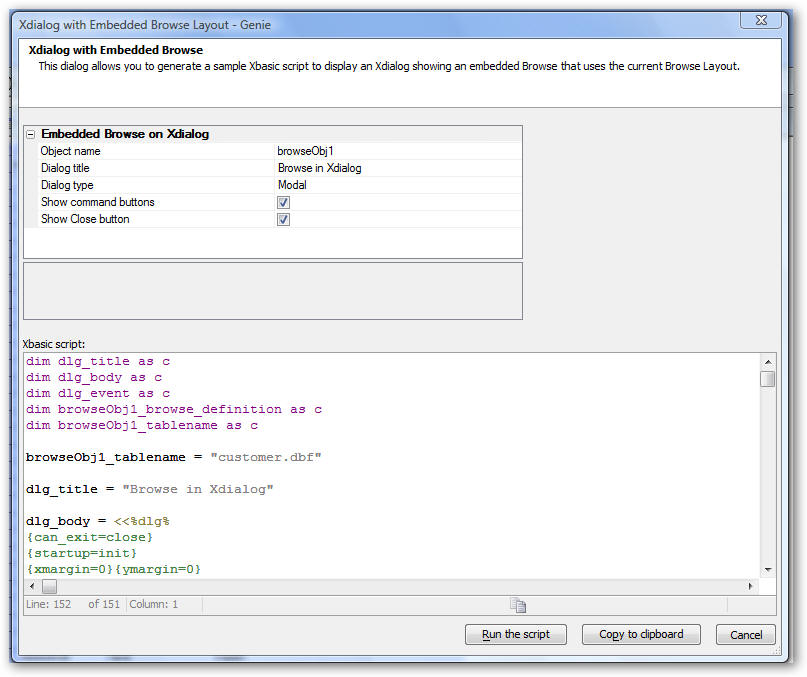 Xdialog with Embedded Browse Layout - Genie
Xdialog with Embedded Browse
This dialog allows you to generate a sample Xbasic script to display an Xdialog showing an embedded Browse that uses the current Browse Layout.
Embedded Browse on Xdialog
Object name browseObj1
Dialog title Browse in Xdialog
Dialog type Modal
Show command buttons
Show Close button
Xbasic script:
dim dlg_title as c
dim dlg_body as c
dim dlg_event as c
dim browseObj1_browse_definition as c
dim browseObj1_tablename as c
browseObj1_tablename = "customer.dbf"
dlg_title = "Browse in Xdialog"
dlg_body = <<%dlg%
{can_exit=close}
{startup=init}
{xmargin=0}{ymargin=0}
Line: 152 of 151 Column: 1
Run the script Copy to clipboard Cancel